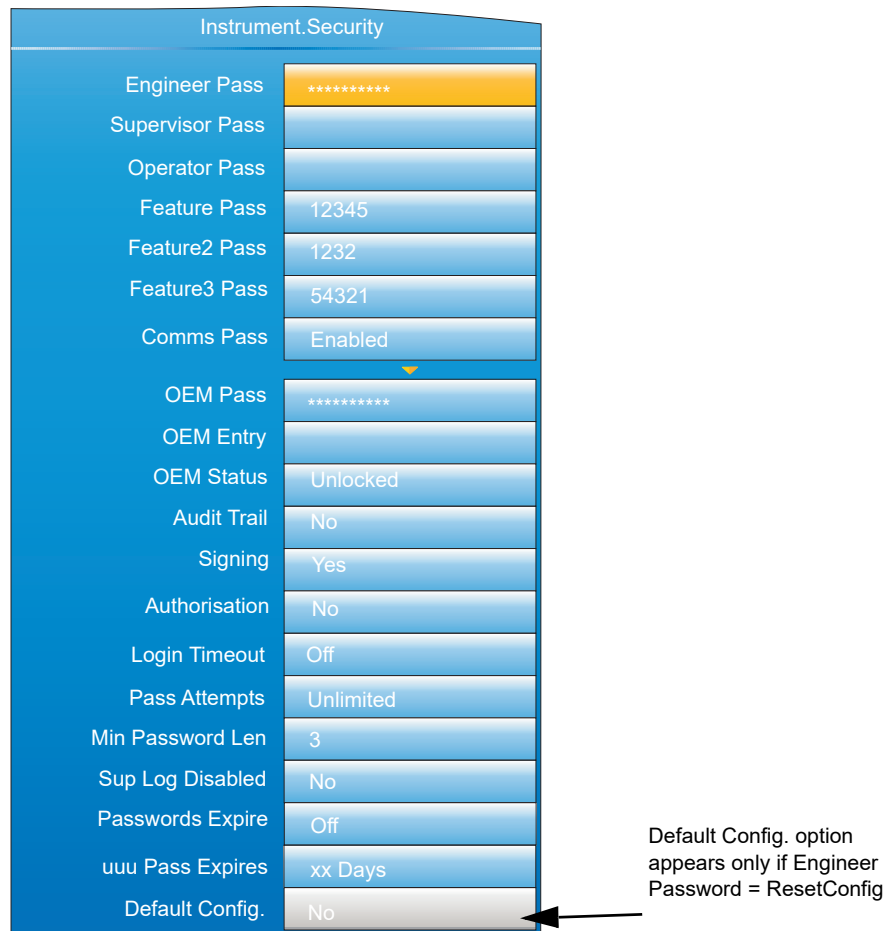 Instrument.Security
Engineer Pass **********
Supervisor Pass
Operator Pass
Feature Pass 12345
Feature2 Pass 1232
Feature3 Pass 54321
Comms Pass Enabled
OEM Pass **********
OEM Entry
OEM Status Unlocked
Audit Trail No
Signing Yes
Authorisation No
Login Timeout Off
Pass Attempts Unlimited
Min Password Len 3
Sup Log Disabled No
Passwords Expire Off
uuu Pass Expires xx Days
Default Config. No
Default Config. option
appears only if Engineer
Password = ResetConfig